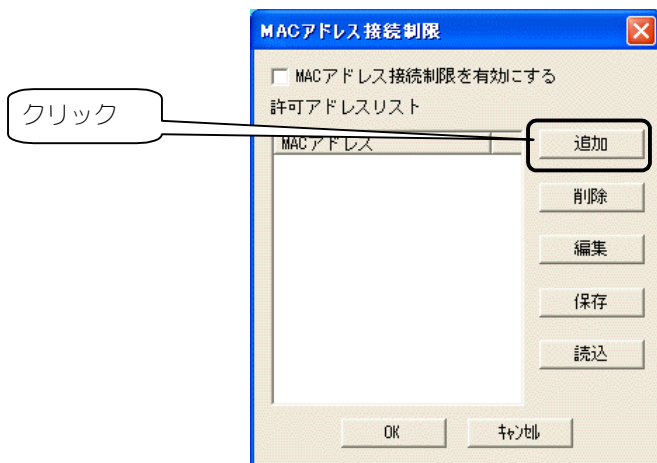 MACアドレス接続制限
MACアドレス接続制限を有効にする
クリック
許可アドレスリスト
MACアドレス
追加
削除
編集
保存
読込
OK
ｷｬﾝｾﾙ